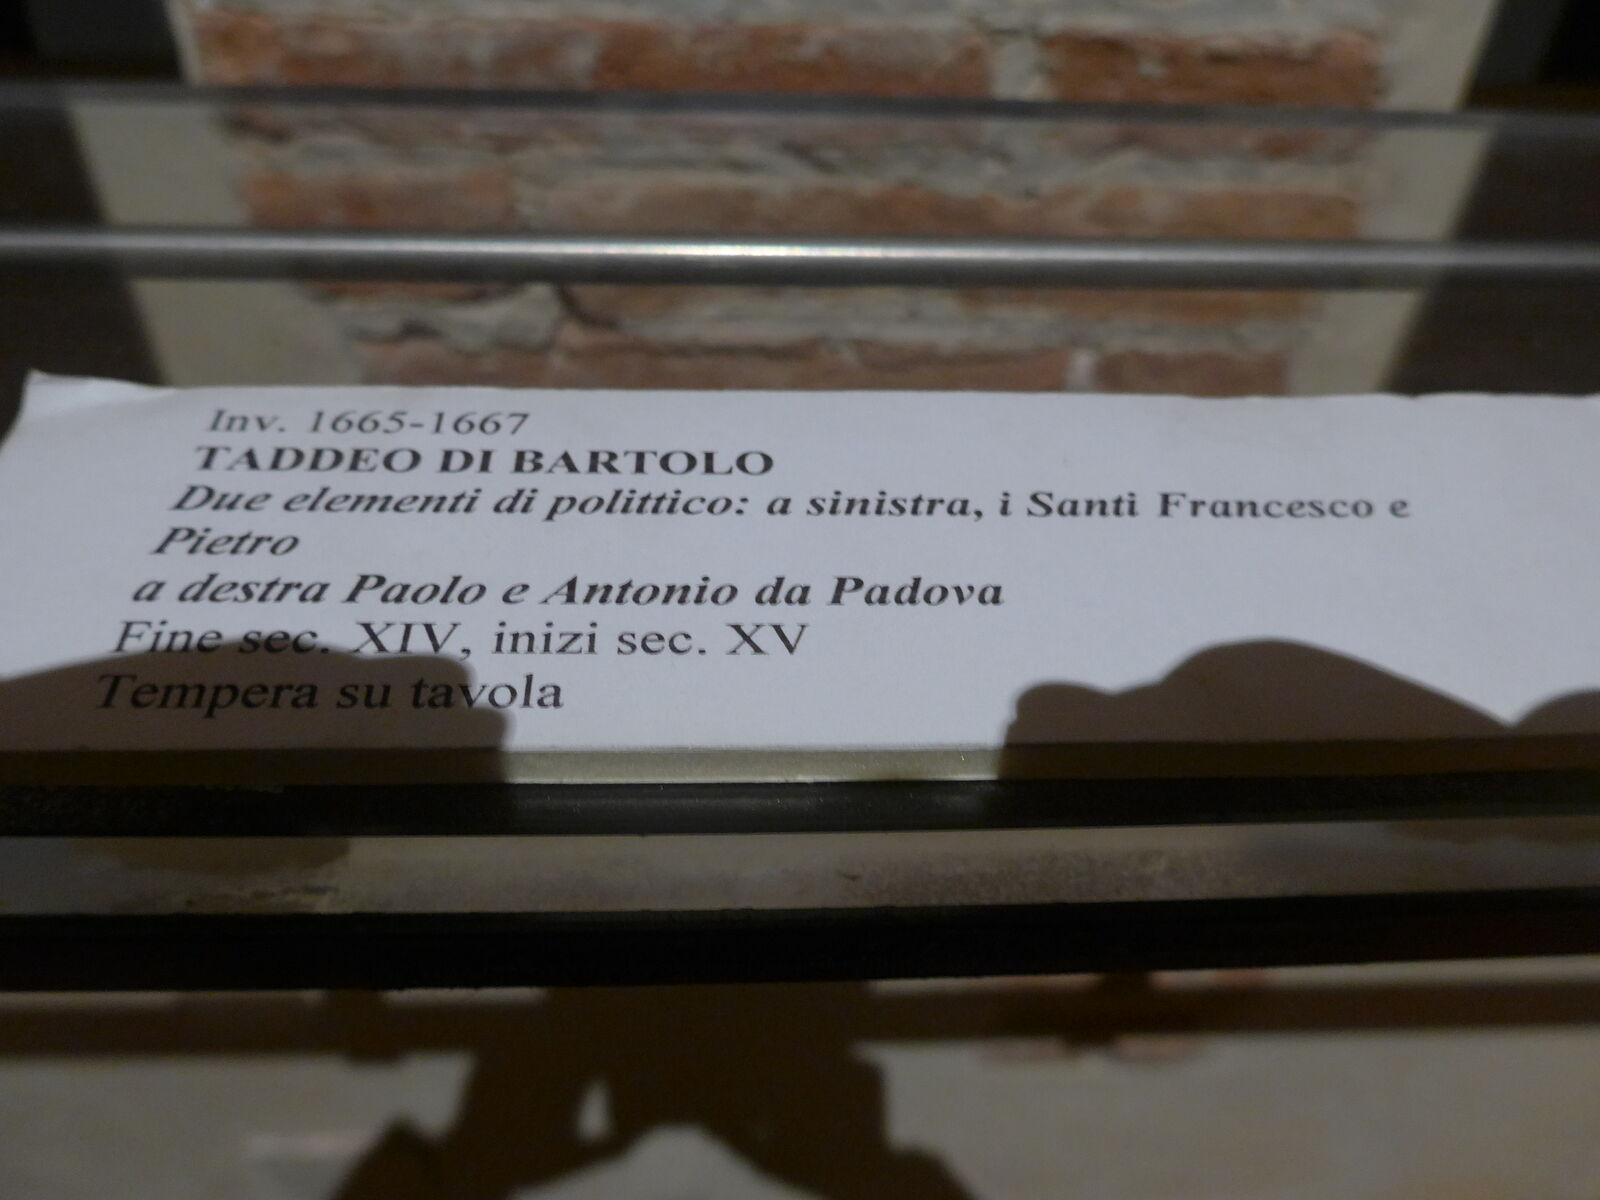 Inv. 1665-1667
TADDEO DI BARTOLO
Due elementi di polittico: a sinistra, i Santi Francesco e
Pietro
a destra Paolo e Antonio da Padova
Fine sec. XIV, inizi sec. XV
Tempera su tavola